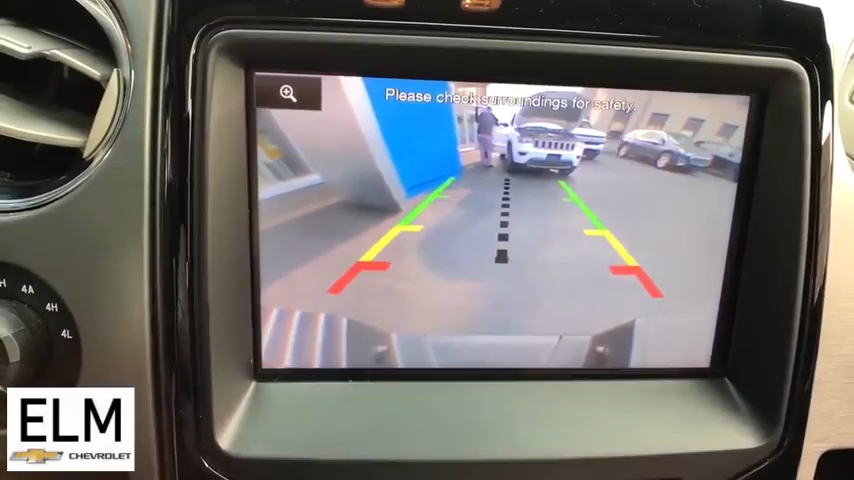 Please check surroundings for safety.
4A
4H
4L
ELM
CHEVROLET